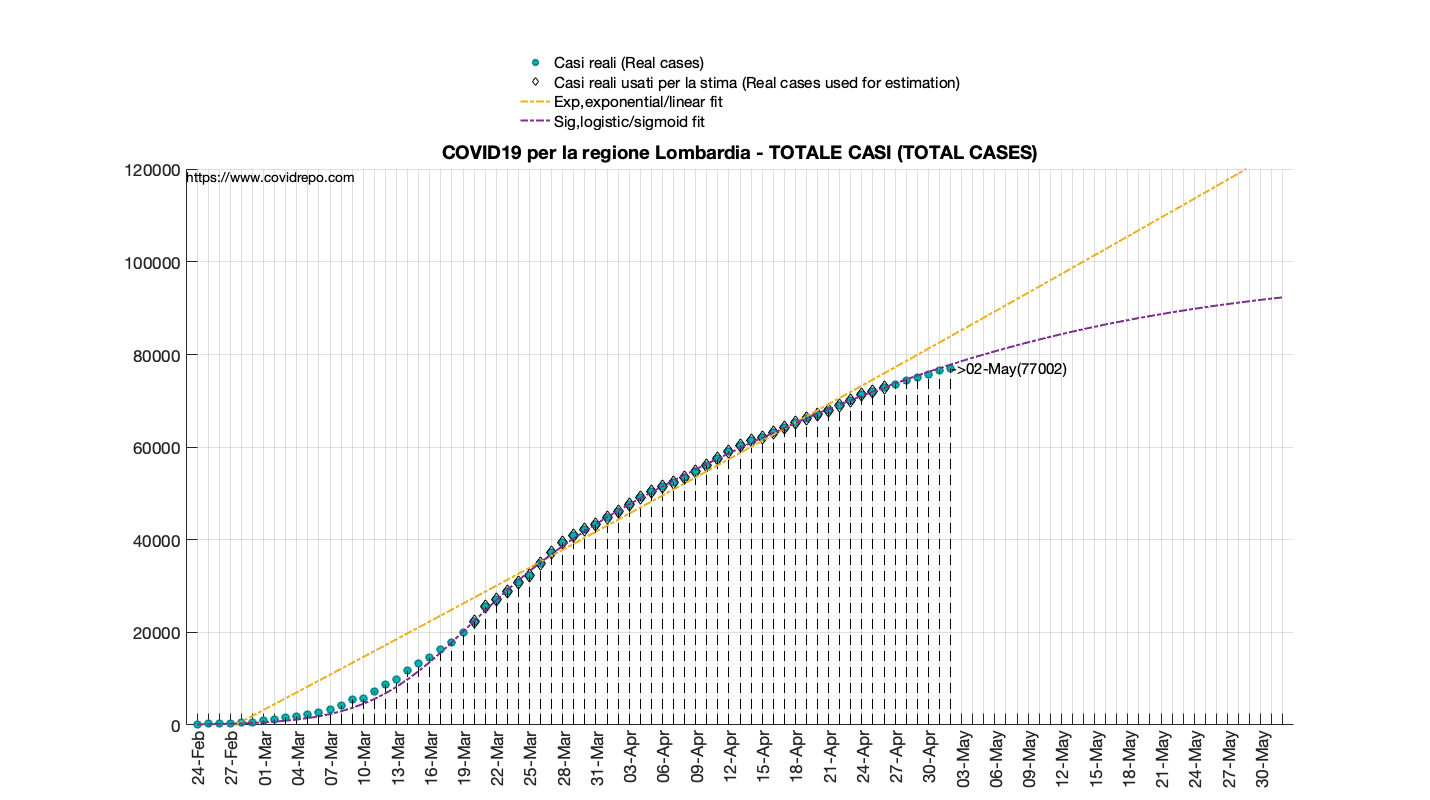 Casi reali (Real cases)
Casi reali usati per la stima (Real cases used for estimation)
Exp,exponential/linear fit
Sig,logistic/sigmoid fit
COVID19 per la regione Lombardia - TOTALE CASI (TOTAL CASES)
https://www.covidrepo.com
120000
100000
80000
60000
40000
20000
0
->02-May(77002)
24-Feb
27-Feb
01-Mar
04-Mar
07-Mar
10-Mar
13-Mar
16-Mar
19-Mar
22-Mar
25-Mar
28-Mar
31-Mar
03-Apr
06-Apr
09-Apr
12-Apr
15-Apr
18-Apr
21-Apr
24-Apr
27-Apr
30-Apr
03-May
06-May
09-May
12-May
15-May
18-May
21-May
24-May
27-May
30-May